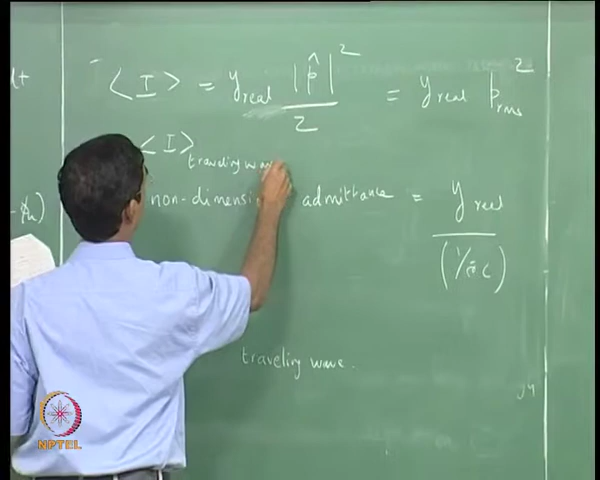 <I> = y_real |p̂|² / 2 = y_real p_rms²
<I> traveling wave
non-dimensi admittance = y_real / (1/ρ̄c)
traveling wave.
NPTEL